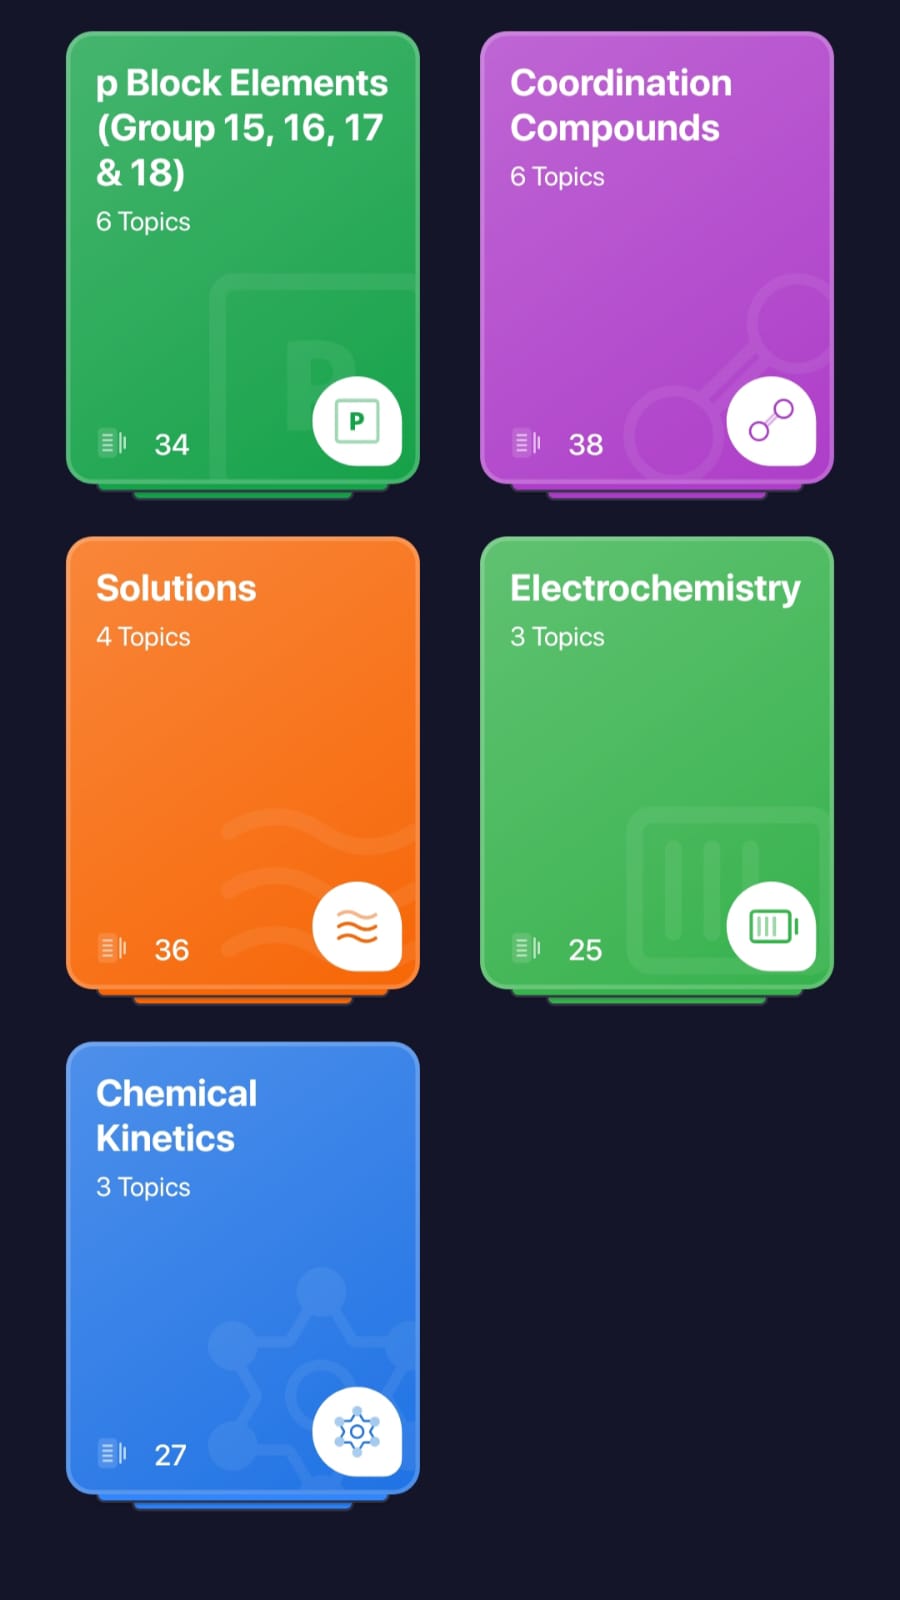 p Block Elements
(Group 15, 16, 17
& 18)
6 Topics
P
P
34
Coordination
Compounds
6 Topics
38
Solutions
4 Topics
36
Electrochemistry
3 Topics
25
Chemical
Kinetics
3 Topics
27